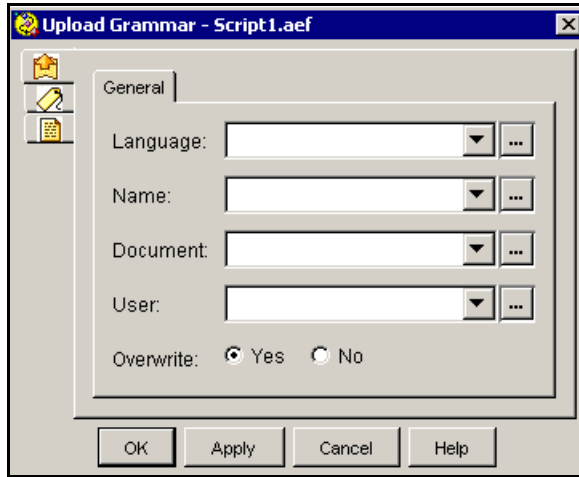 Upload Grammar - Script1.aef
General
Language:
...
Name:
...
Document:
...
User:
...
Overwrite: Yes No
OK Apply Cancel Help